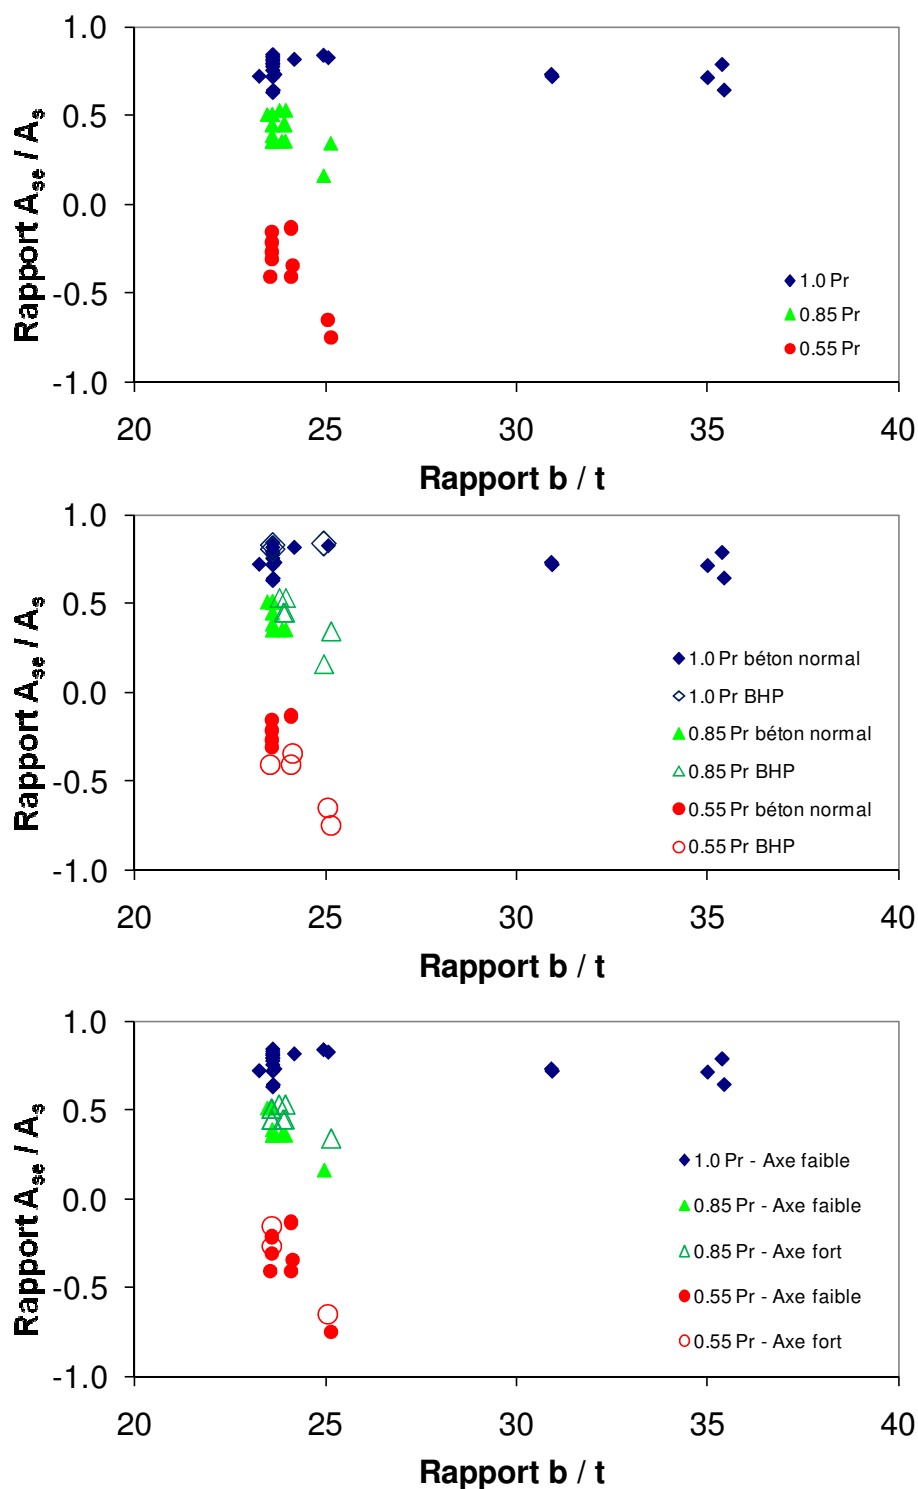 1.0
0.5
0.0
-0.5
-1.0
Rapport Ase / As
20 25 30 35 40
Rapport b / t
1.0 Pr
0.85 Pr
0.55 Pr
1.0
0.5
0.0
-0.5
-1.0
Rapport Ase / As
20 25 30 35 40
Rapport b / t
1.0 Pr béton normal
1.0 Pr BHP
0.85 Pr béton normal
0.85 Pr BHP
0.55 Pr béton normal
0.55 Pr BHP
1.0
0.5
0.0
-0.5
-1.0
Rapport Ase / As
20 25 30 35 40
Rapport b / t
1.0 Pr - Axe faible
0.85 Pr - Axe faible
0.85 Pr - Axe fort
0.55 Pr - Axe faible
0.55 Pr - Axe fort